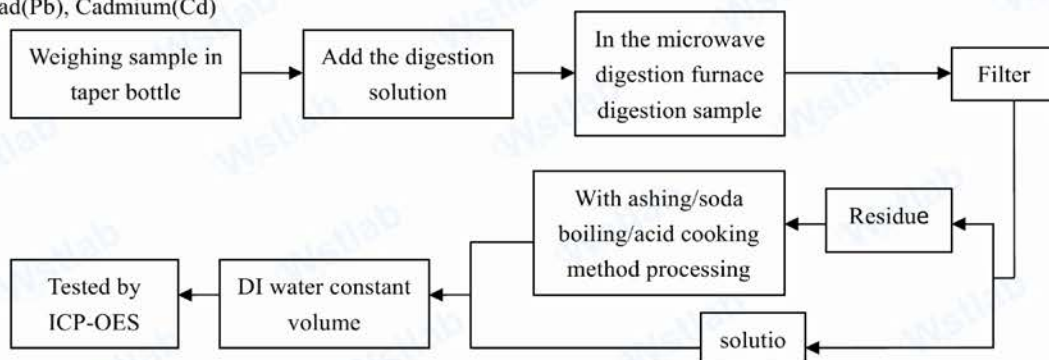 ad(Pb), Cadmium(Cd)
Weighing sample in
taper bottle
Add the digestion
solution
In the microwave
digestion furnace
digestion sample
Filter
With ashing/soda
boiling/acid cooking
method processing
Residue
Tested by
ICP-OES
DI water constant
volume
solutio
Wstlab